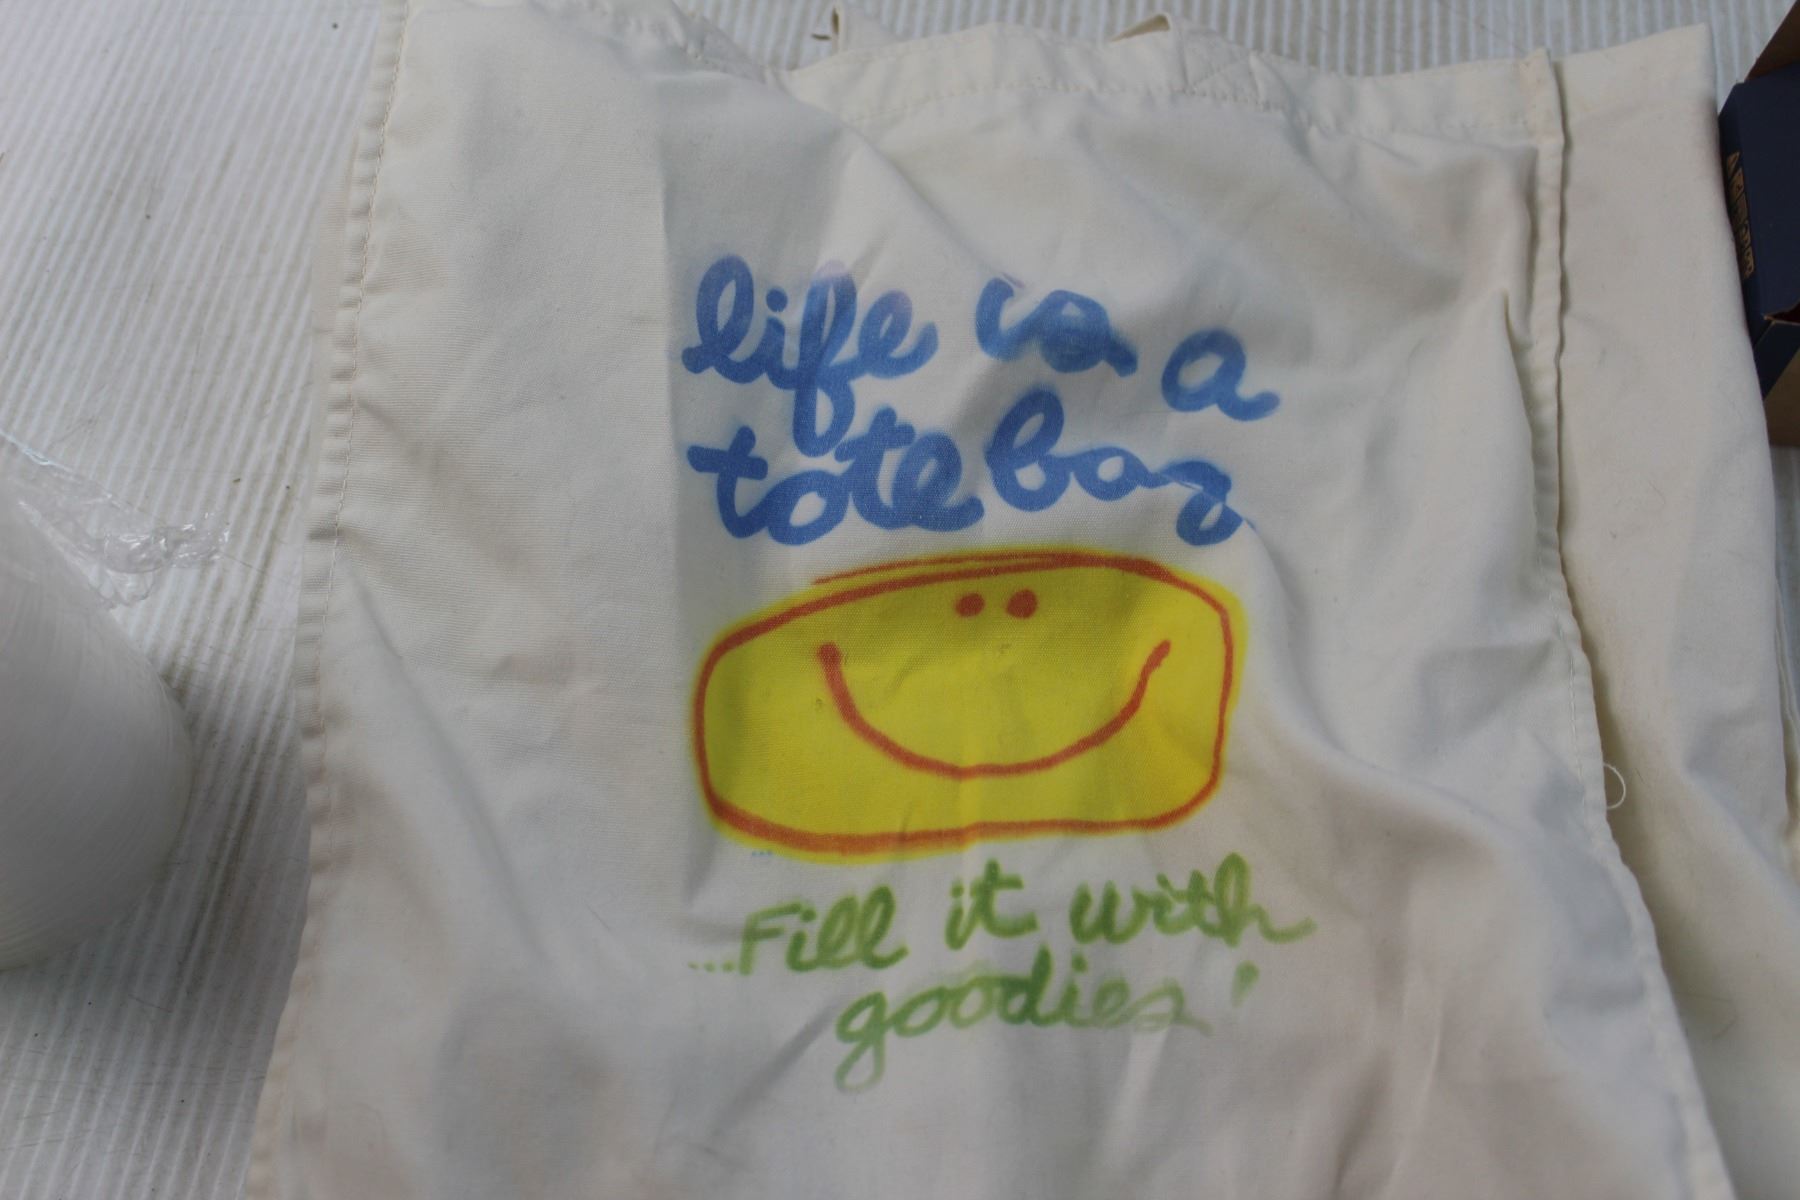 life is a
tote bag
...Fill it with
goodies!